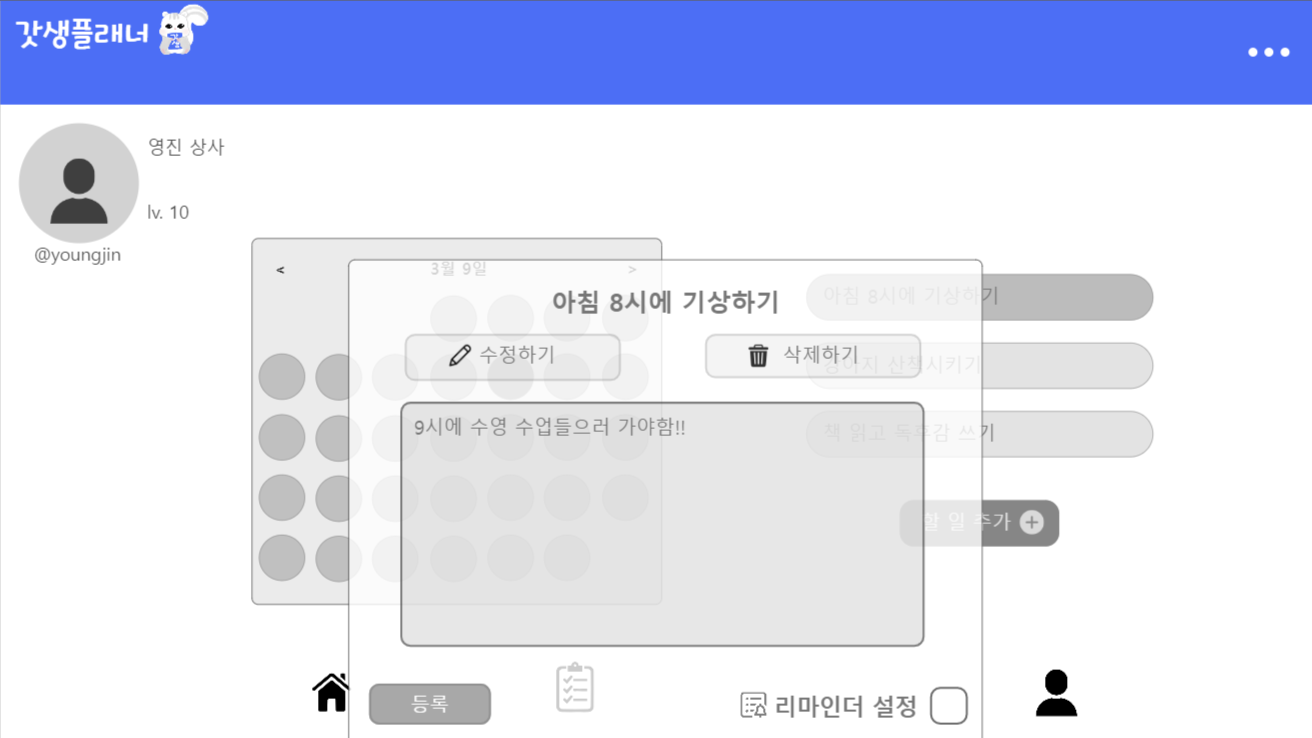 갓생플래너
영진 상사
lv. 10
@youngjin
< 3월 9일 >
아침 8시에 기상하기
수정하기
삭제하기
9시에 수영 수업들으러 가야함!!
아침 8시에 기상하기
강아지 산책시키기
책 읽고 독후감 쓰기
할 일 추가
등록
리마인더 설정